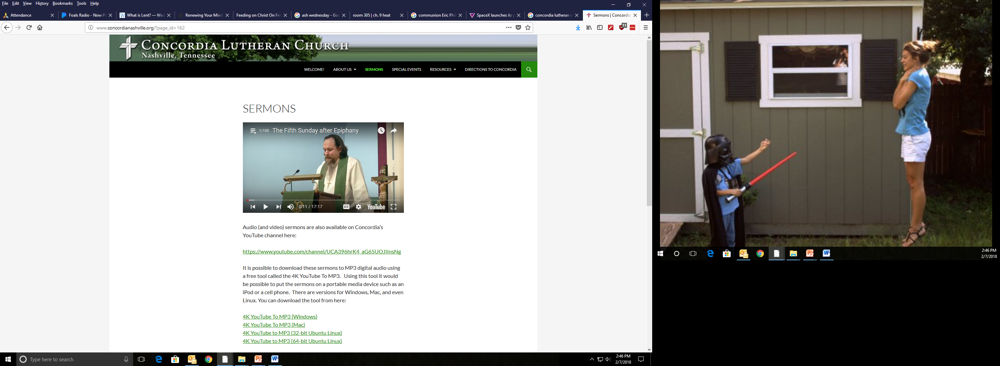 File Edit View History Bookmarks Tools Help
Attendance
Foals Radio - Now Pl
What is Lent? — Wed
Renewing Your Mind
Feeding on Christ On Fen
ash wednesday - Goo
room 305 | ch. 9 heat
communion Eric Phil
SpaceX launches its p
concordia lutheran c
Sermons | Concordia
www.concordianashville.org/?page_id=162
11
CONCORDIA LUTHERAN CHURCH
Nashville, Tennessee
WELCOME! ABOUT US SERMONS SPECIAL EVENTS RESOURCES DIRECTIONS TO CONCORDIA
SERMONS
1/100 The Fifth Sunday after Epiphany
0:11 / 17:17 CC YouTube
Audio (and video) sermons are also available on Concordia's
YouTube channel here:
https://www.youtube.com/channel/UCA396hrK4_aG65UOJIInsNg
It is possible to download these sermons to MP3 digital audio using
a free tool called the 4K YouTube To MP3. Using this tool it would
be possible to put the sermons on a portable media device such as an
iPod or a cell phone. There are versions for Windows, Mac, and even
Linux. You can download the tool from here:
4K YouTube To MP3 (Windows)
4K YouTube To MP3 (Mac)
4K YouTube to MP3 (32-bit Ubuntu Linux)
4K YouTube to MP3 (64-bit Ubuntu Linux)
Type here to search
2:46 PM
2/7/2018
2:46 PM
2/7/2018